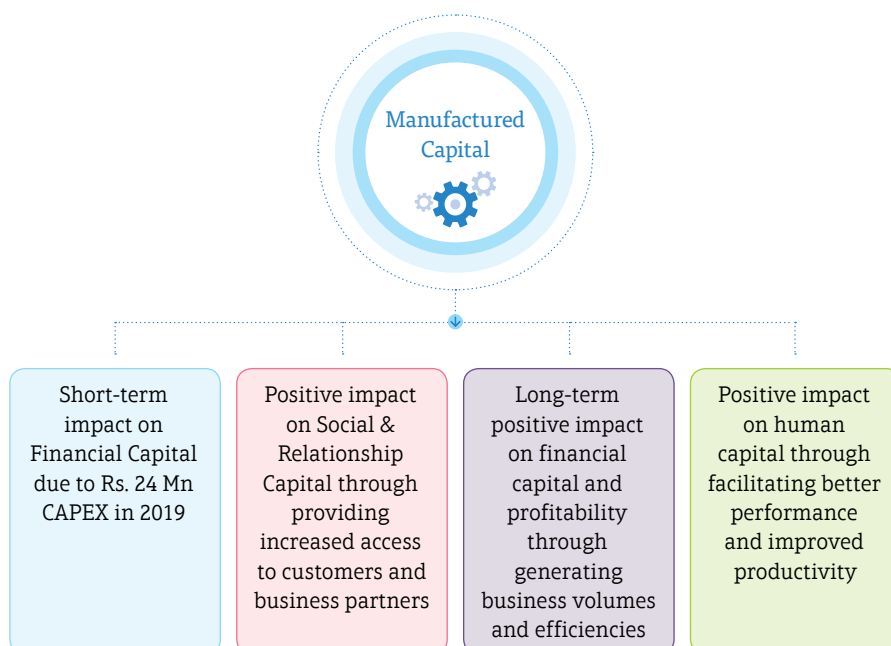 Manufactured
Capital
Short-term
impact on
Financial Capital
due to Rs. 24 Mn
CAPEX in 2019
Positive impact
on Social &
Relationship
Capital through
providing
increased access
to customers and
business partners
Long-term
positive impact
on financial
capital and
profitability
through
generating
business volumes
and efficiencies
Positive impact
on human
capital through
facilitating better
performance
and improved
productivity